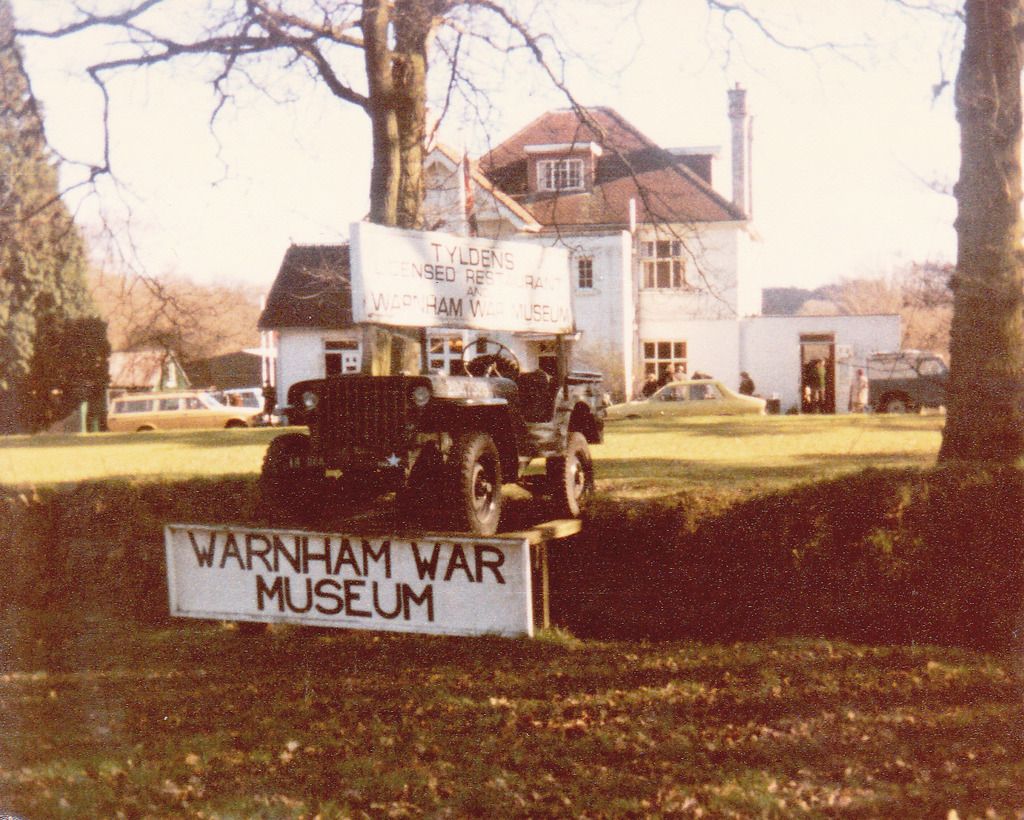 TYLDENS
LICENSED RESTAURANT
AND
WARNHAM WAR MUSEUM
WARNHAM WAR
MUSEUM